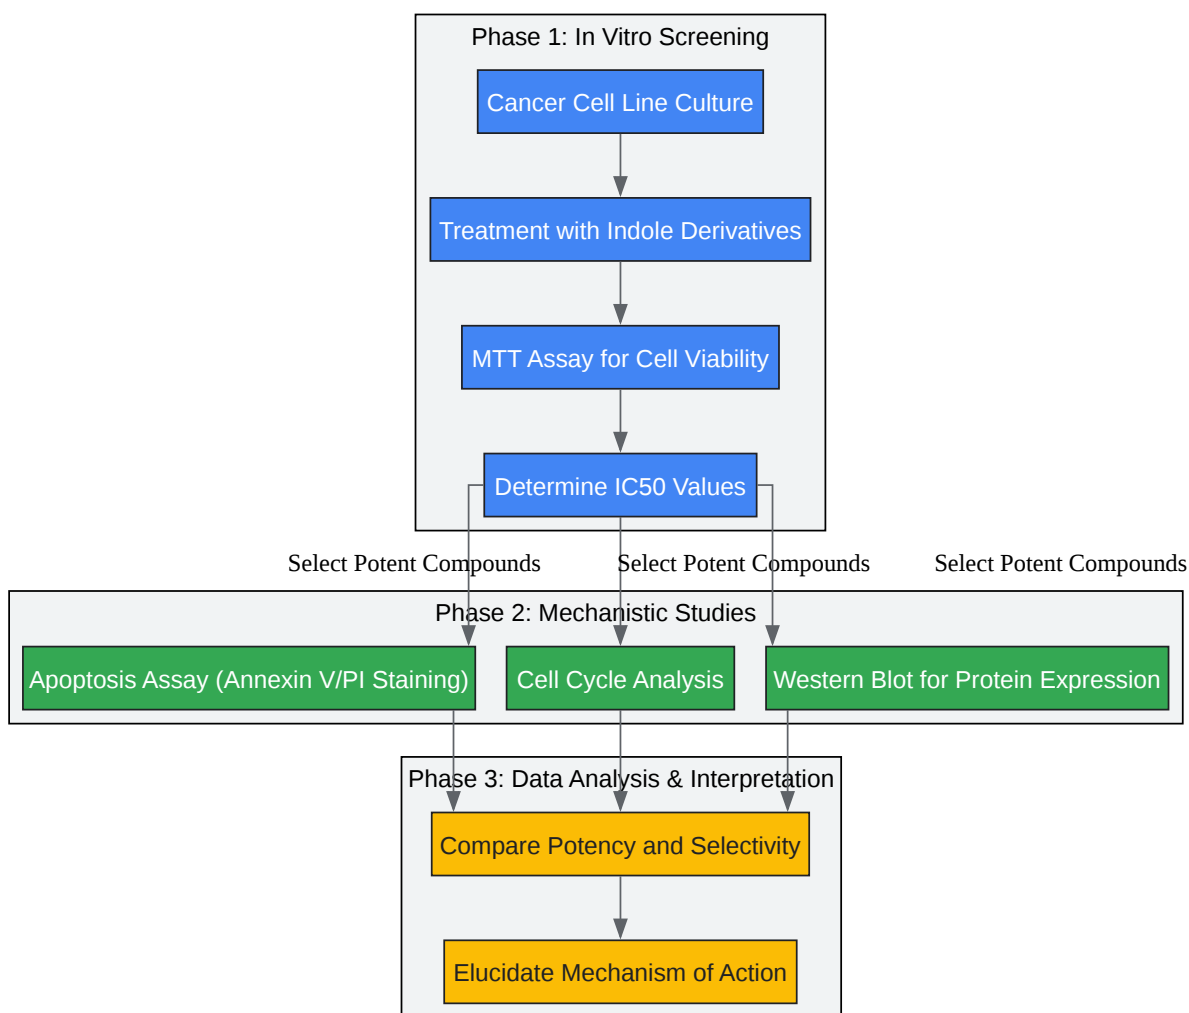 Phase 1: In Vitro Screening
Cancer Cell Line Culture
Treatment with Indole Derivatives
MTT Assay for Cell Viability
Determine IC50 Values
Select Potent Compounds
Select Potent Compounds
Select Potent Compounds
Phase 2: Mechanistic Studies
Apoptosis Assay (Annexin V/PI Staining)
Cell Cycle Analysis
Western Blot for Protein Expression
Phase 3: Data Analysis & Interpretation
Compare Potency and Selectivity
Elucidate Mechanism of Action